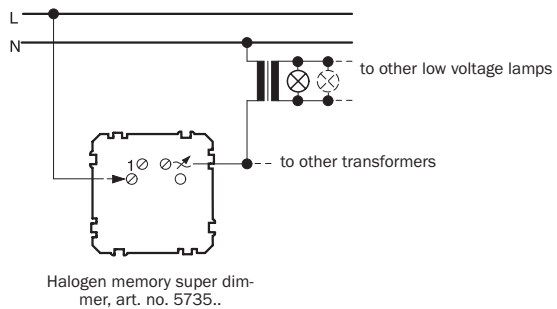 L
N
to other low voltage lamps
to other transformers
1
Halogen memory super dim-
mer, art. no. 5735..